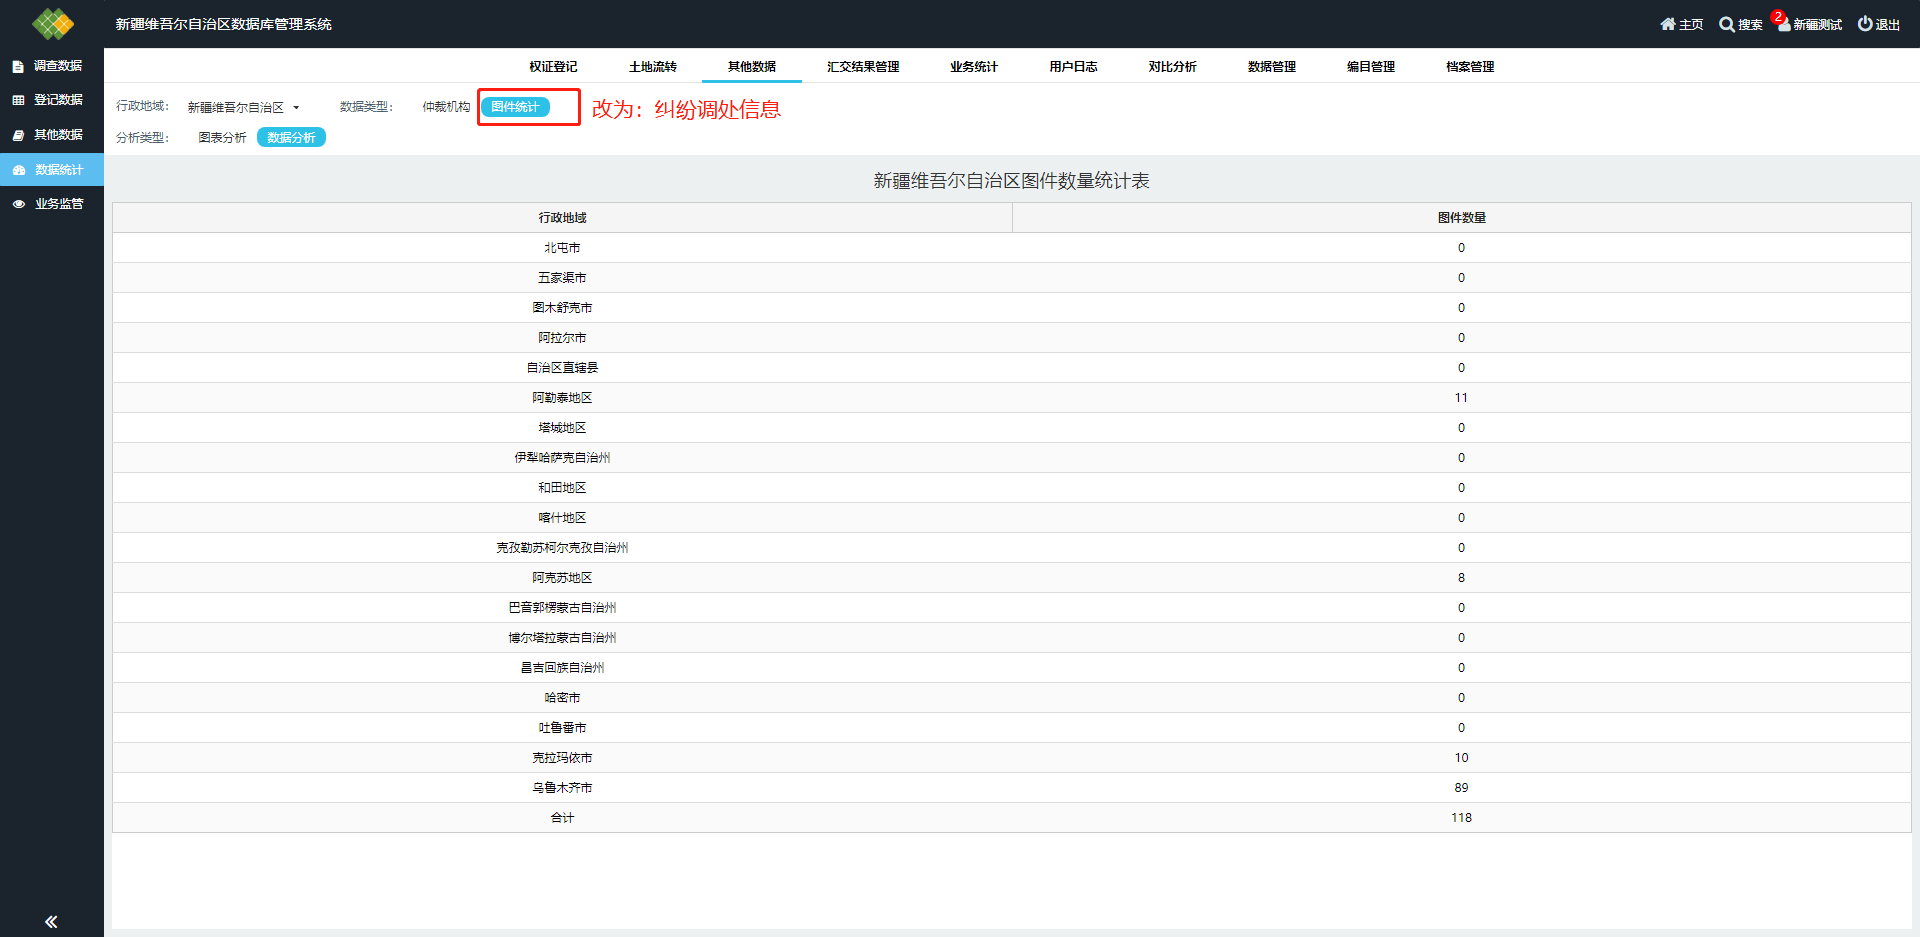 新疆维吾尔自治区数据库管理系统
主页 搜索 2 新疆测试 退出
调查数据
登记数据
其他数据
数据统计
业务监管
权证登记 土地流转 其他数据 汇交结果管理 业务统计 用户日志 对比分析 数据管理 编目管理 档案管理
行政地域： 新疆维吾尔自治区 数据类型： 仲裁机构 图件统计 改为：纠纷调处信息
分析类型： 图表分析 数据分析
新疆维吾尔自治区图件数量统计表
行政地域 图件数量
北屯市 0
五家渠市 0
图木舒克市 0
阿拉尔市 0
自治区直辖县 0
阿勒泰地区 11
塔城地区 0
伊犁哈萨克自治州 0
和田地区 0
喀什地区 0
克孜勒苏柯尔克孜自治州 0
阿克苏地区 8
巴音郭楞蒙古自治州 0
博尔塔拉蒙古自治州 0
昌吉回族自治州 0
哈密市 0
吐鲁番市 0
克拉玛依市 10
乌鲁木齐市 89
合计 118